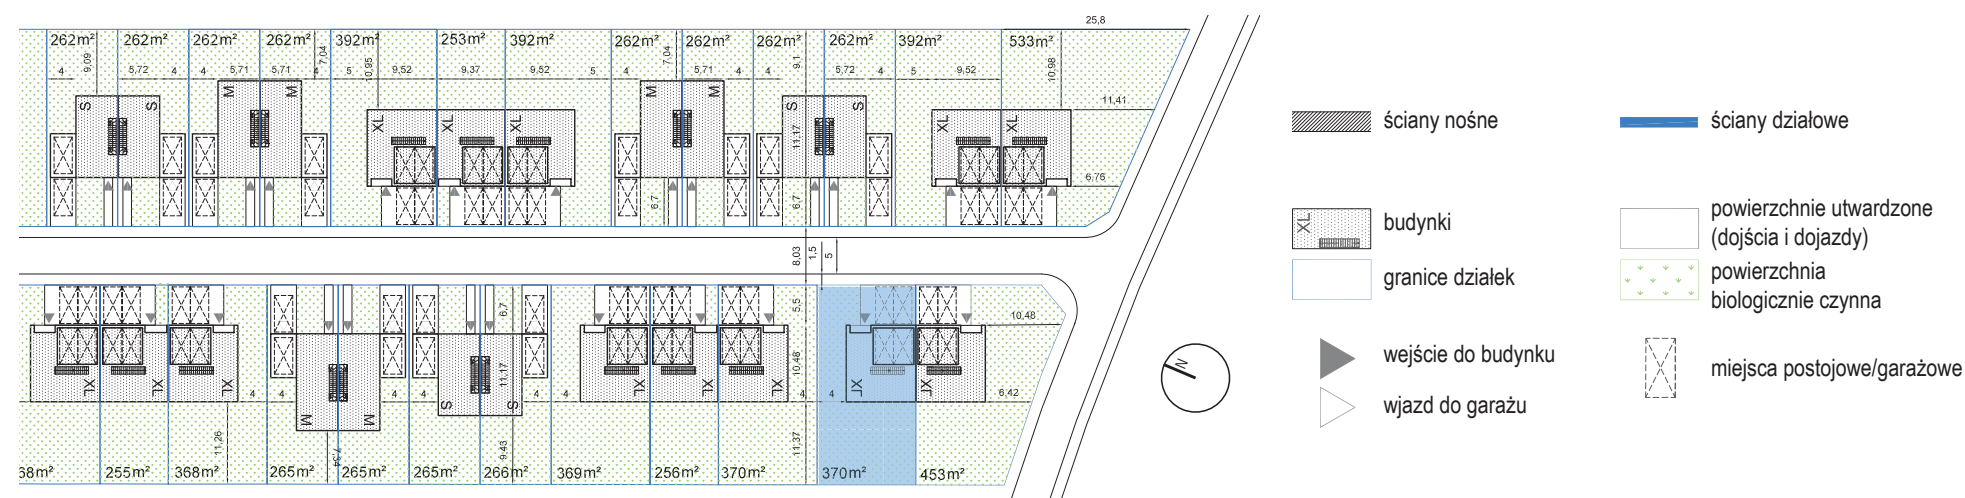 25,8
262m² 262m² 262m² 262m² 392m² 253m² 392m² 262m² 262m² 262m² 262m² 392m² 533m²
9,09 7,04 10,95 7,04 9,1 10,98
4 5,72 4 4 5,71 5,71 4 5 9,52 9,37 9,52 5 4 5,71 4 4 5,72 4 5 9,52
11,41
S S M M XL XL XL M M S S XL XL
11,17
6,76
6,7 6,7
8,03 1,5 5
6,7 5,5
10,48
11,17 10,48
XL XL XL M M S S XL XL XL XL XL
4 4 4 4 4 4 4 6,42
11,26 7,34 9,43 11,37
68m² 255m² 368m² 265m² 265m² 265m² 266m² 369m² 256m² 370m² 370m² 453m²
N
ściany nośne
ściany działowe
XL
budynki
powierzchnie utwardzone
(dojścia i dojazdy)
granice działek
powierzchnia
biologicznie czynna
wejście do budynku
wjazd do garażu
miejsca postojowe/garażowe